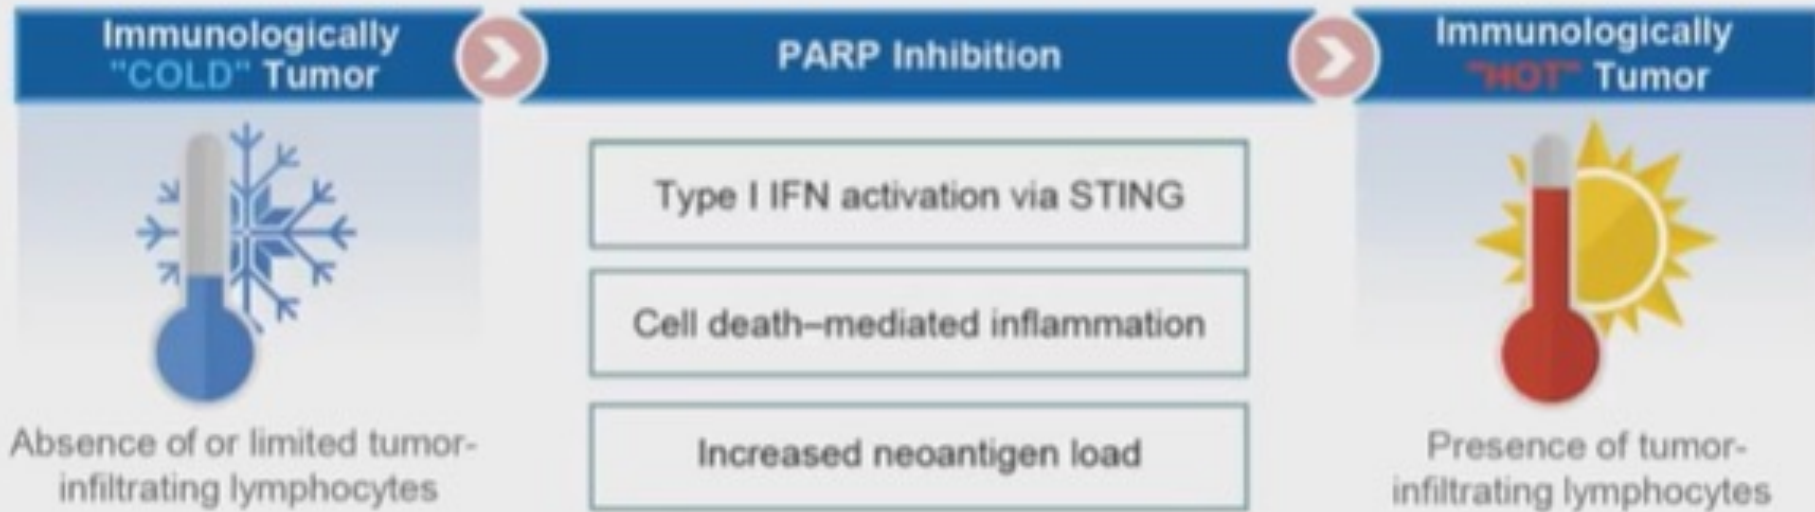 Immunologically
"COLD" Tumor
PARP Inhibition
Immunologically
"HOT" Tumor
Type I IFN activation via STING
Cell death–mediated inflammation
Increased neoantigen load
Absence of or limited tumor-
infiltrating lymphocytes
Presence of tumor-
infiltrating lymphocytes